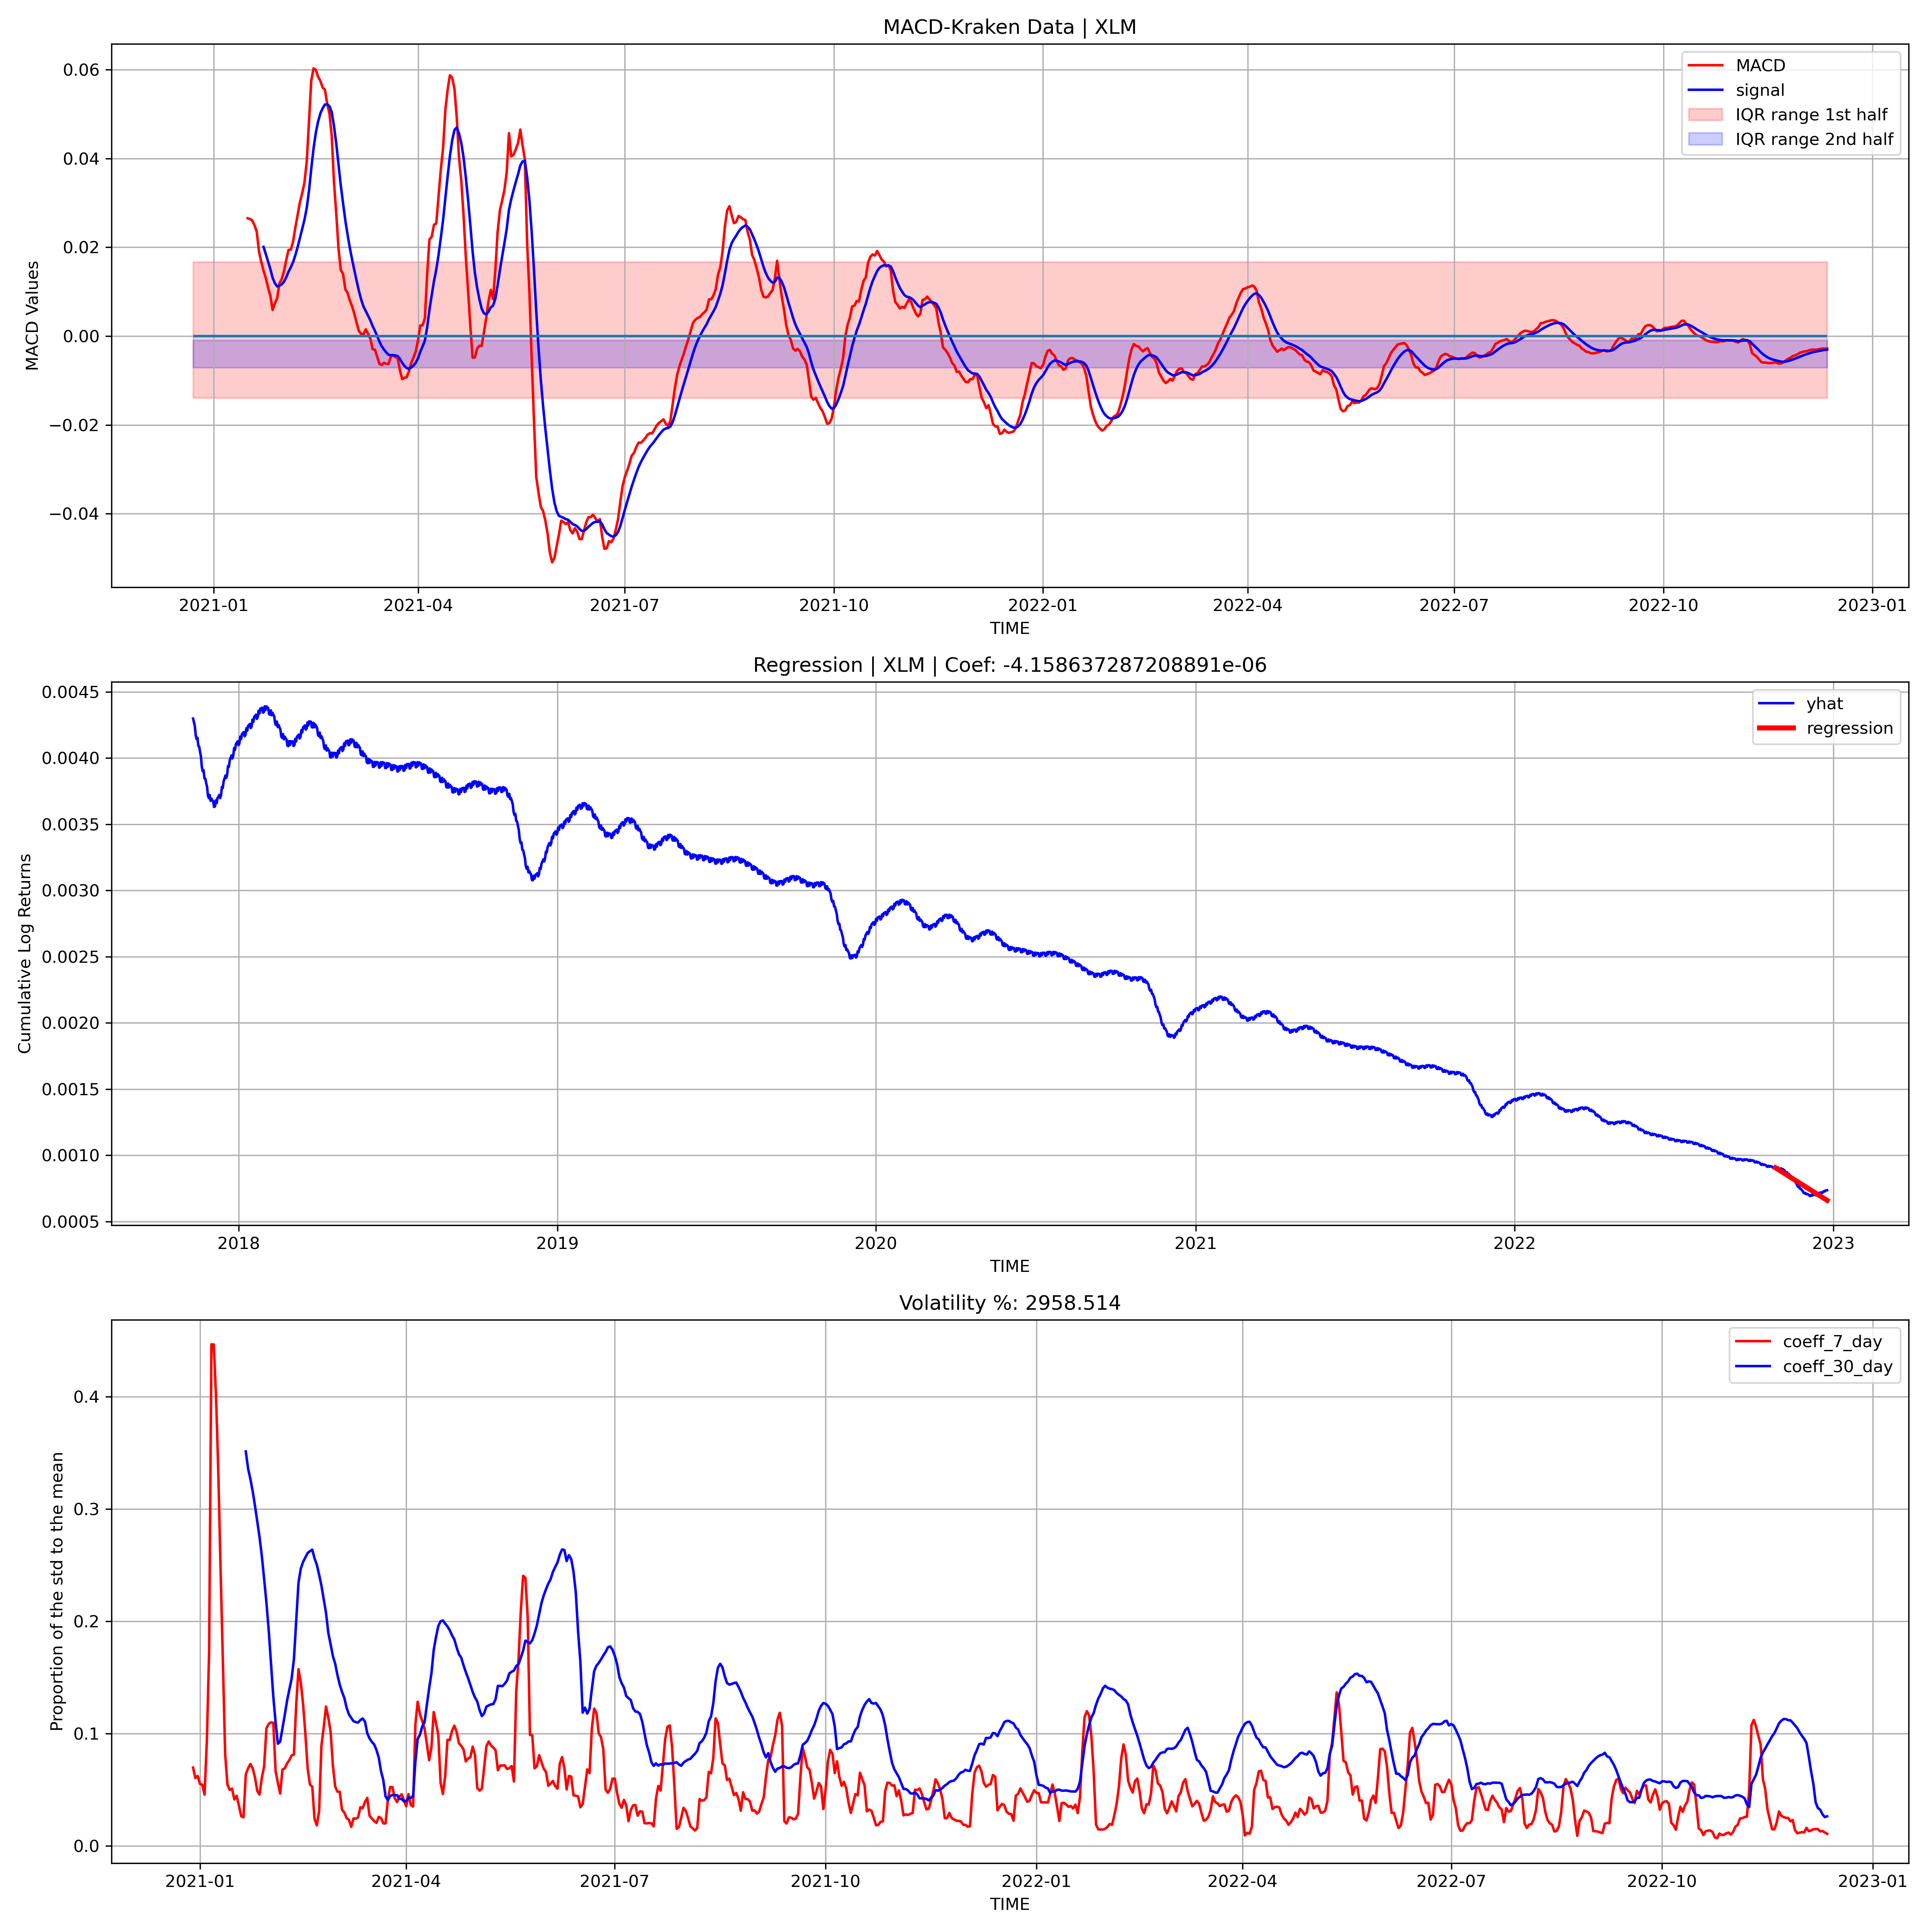 MACD-Kraken Data | XLM
MACD Values
0.06
0.04
0.02
0.00
−0.02
−0.04
MACD
signal
IQR range 1st half
IQR range 2nd half
2021-01 2021-04 2021-07 2021-10 2022-01 2022-04 2022-07 2022-10 2023-01
TIME
Regression | XLM | Coef: -4.158637287208891e-06
Cumulative Log Returns
0.0045
0.0040
0.0035
0.0030
0.0025
0.0020
0.0015
0.0010
0.0005
yhat
regression
2018 2019 2020 2021 2022 2023
TIME
Volatility %: 2958.514
Proportion of the std to the mean
0.4
0.3
0.2
0.1
0.0
coeff_7_day
coeff_30_day
2021-01 2021-04 2021-07 2021-10 2022-01 2022-04 2022-07 2022-10 2023-01
TIME